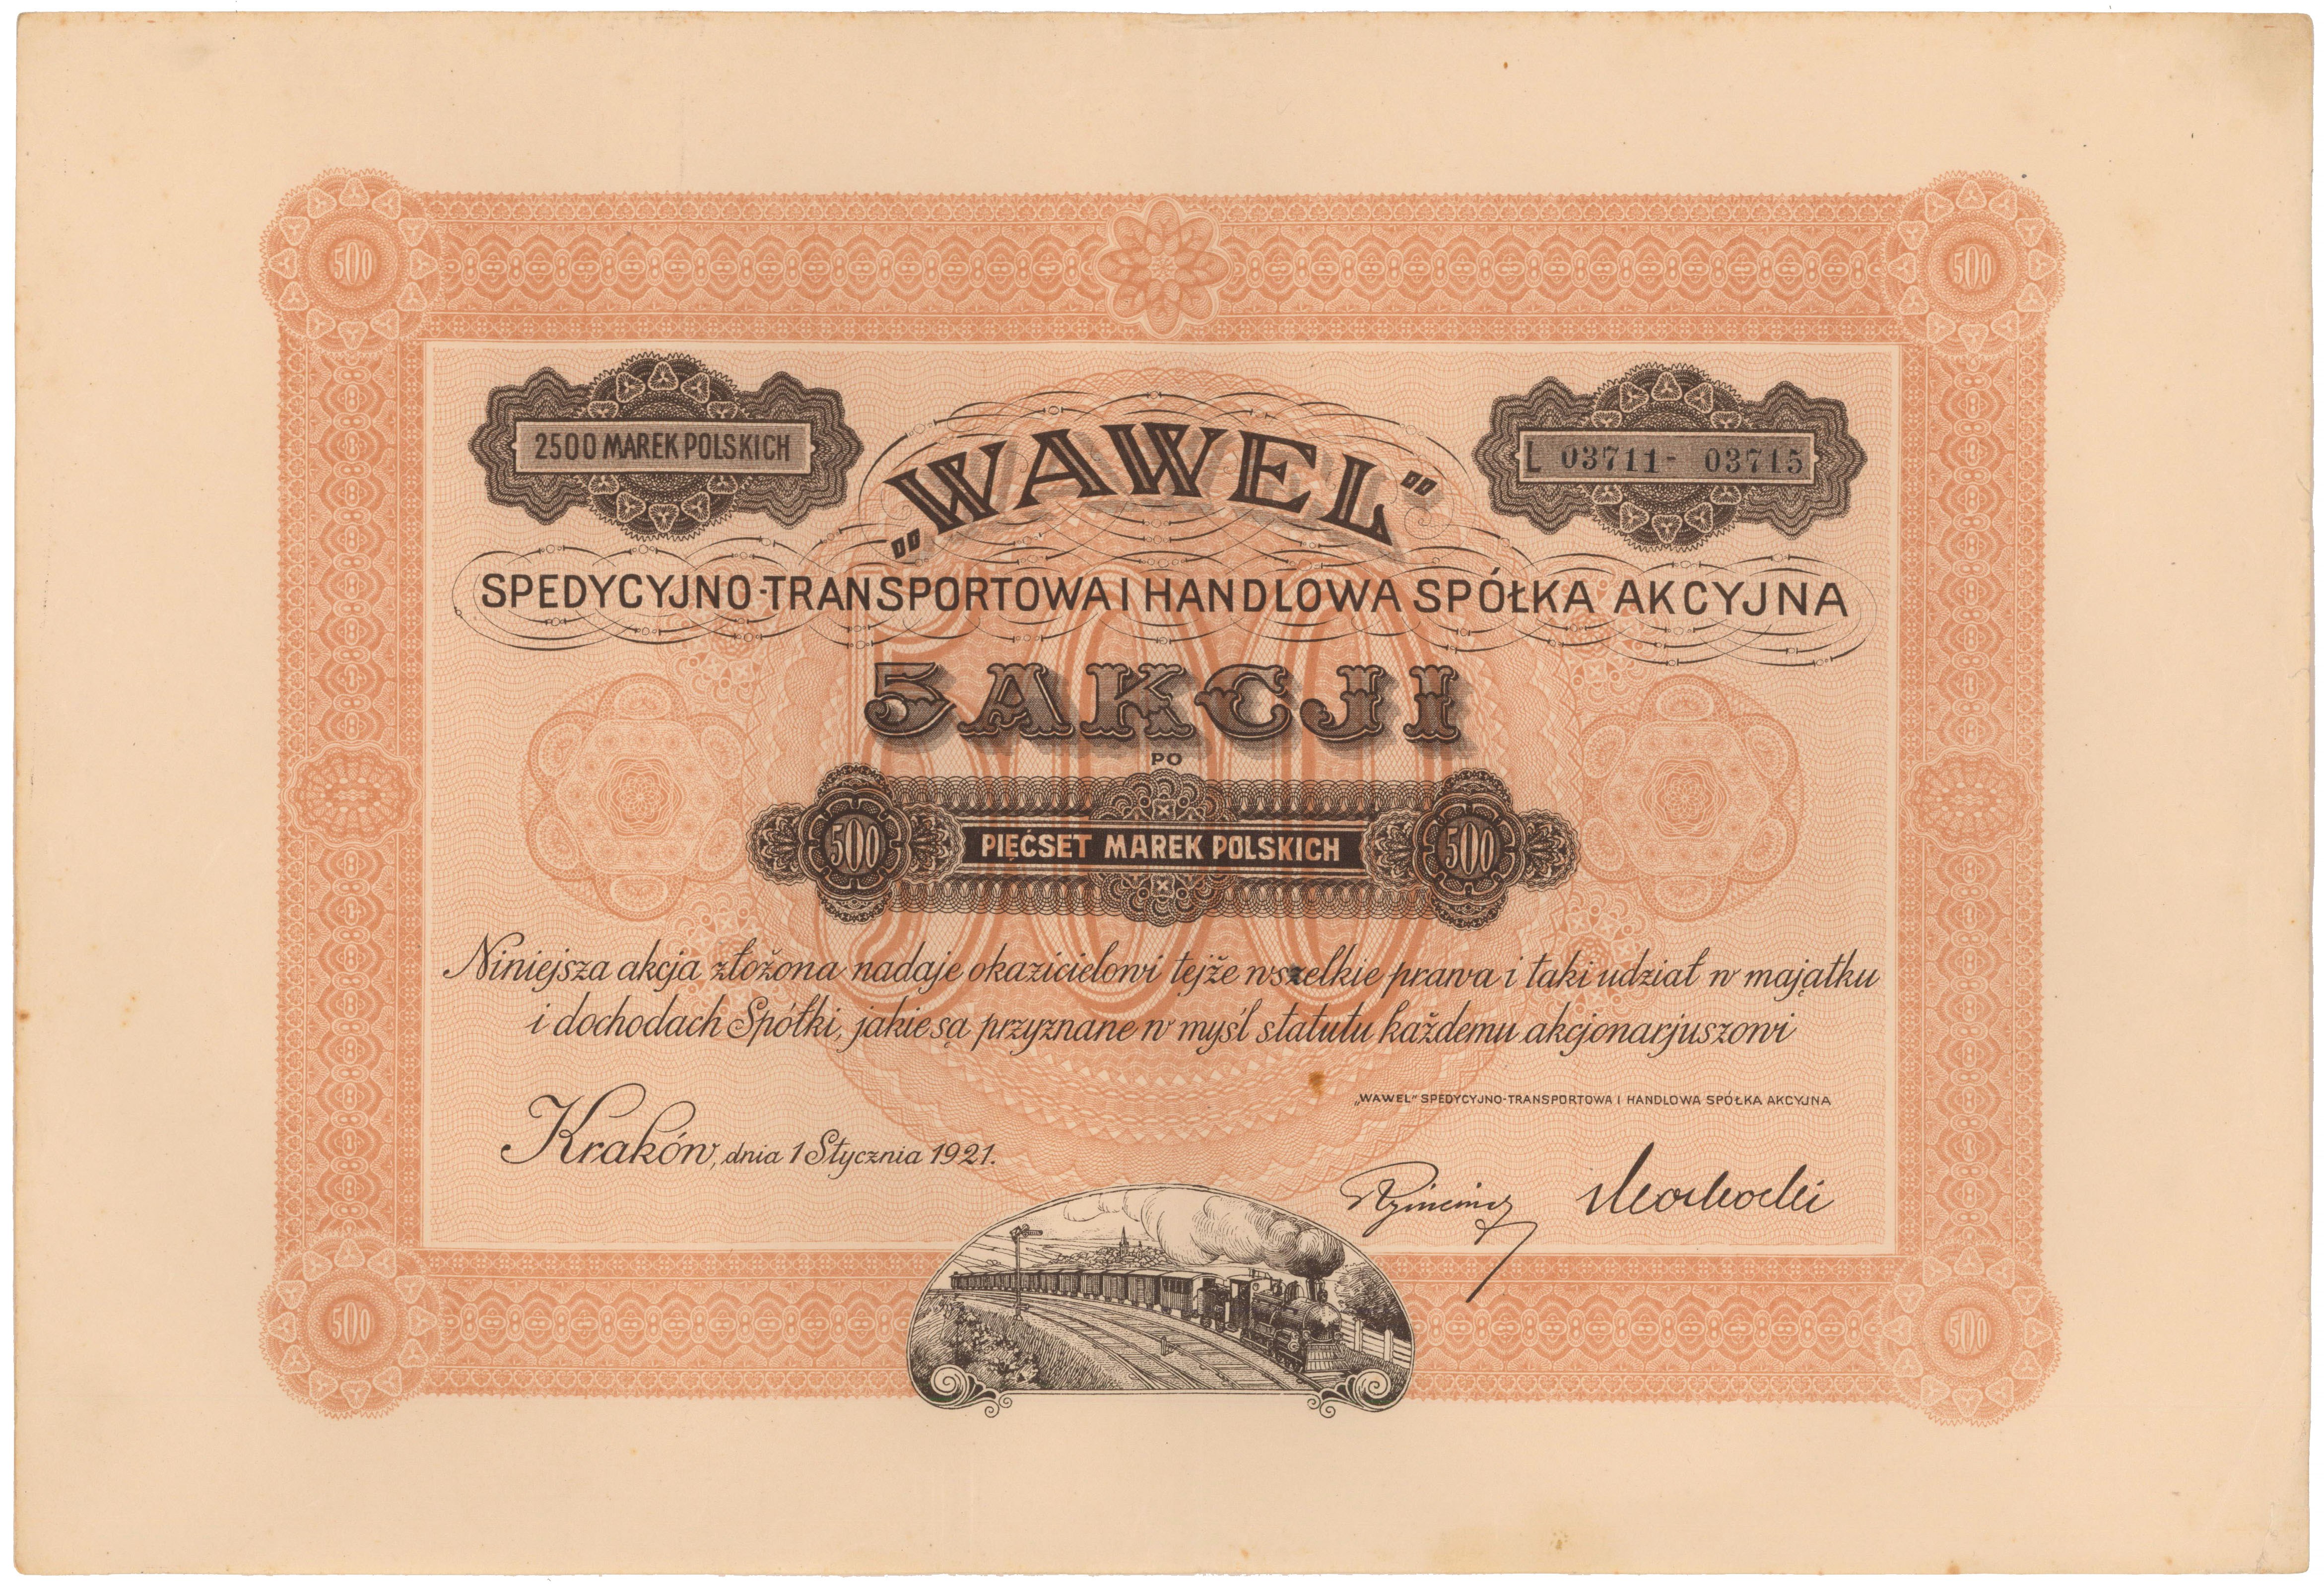 500
500
2500 MAREK POLSKICH
L 03711- 03715
„WAWEL"
SPEDYCYJNO-TRANSPORTOWA I HANDLOWA SPÓŁKA AKCYJNA
500
5 AKCJI
PO
500 PIĘĆSET MAREK POLSKICH 500
Niniejsza akcja złożona nadaje okazicielowi tejże wszelkie prawa i taki udział w majątku
i dochodach Spółki, jakie są przyznane w myśl statutu każdemu akcjonarjuszowi
„WAWEL" SPEDYCYJNO-TRANSPORTOWA I HANDLOWA SPÓŁKA AKCYJNA
Kraków, dnia 1 Stycznia 1921.
500
500